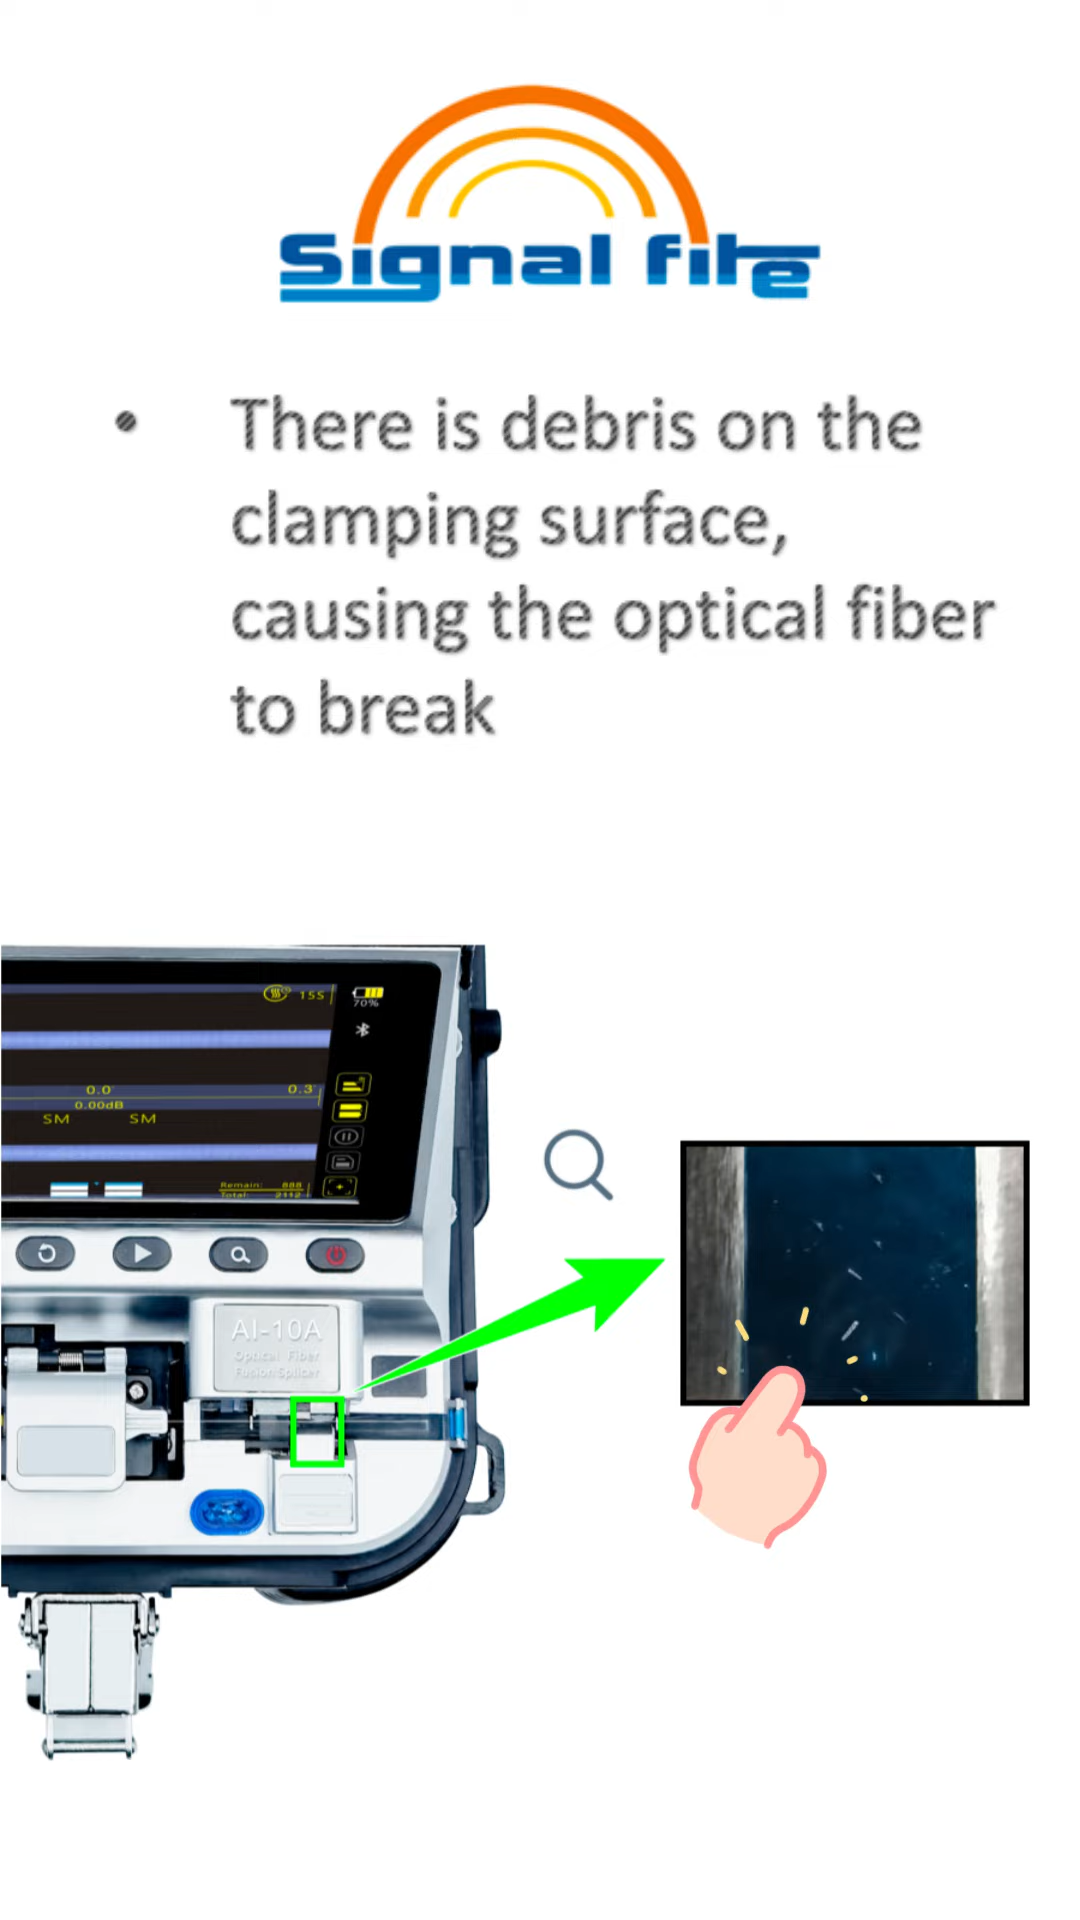 Signal fire
• There is debris on the
clamping surface,
causing the optical fiber
to break
15S
70%
0.0°
0.3°
0.00dB
SM SM
Remain: 888
Total: 2112
AI-10A
Optical Fiber
Fusion Splicer